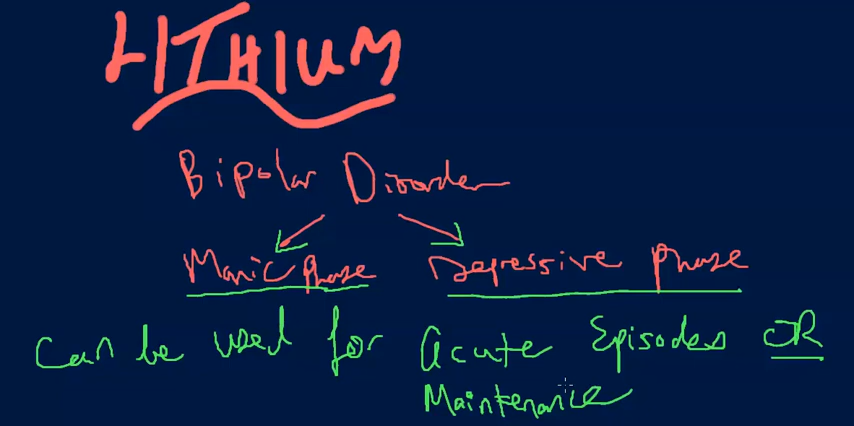 LITHIUM
Bipolar Disorder
Manic Phase Depressive Phase
Can be used for Acute Episodes OR
Maintenance